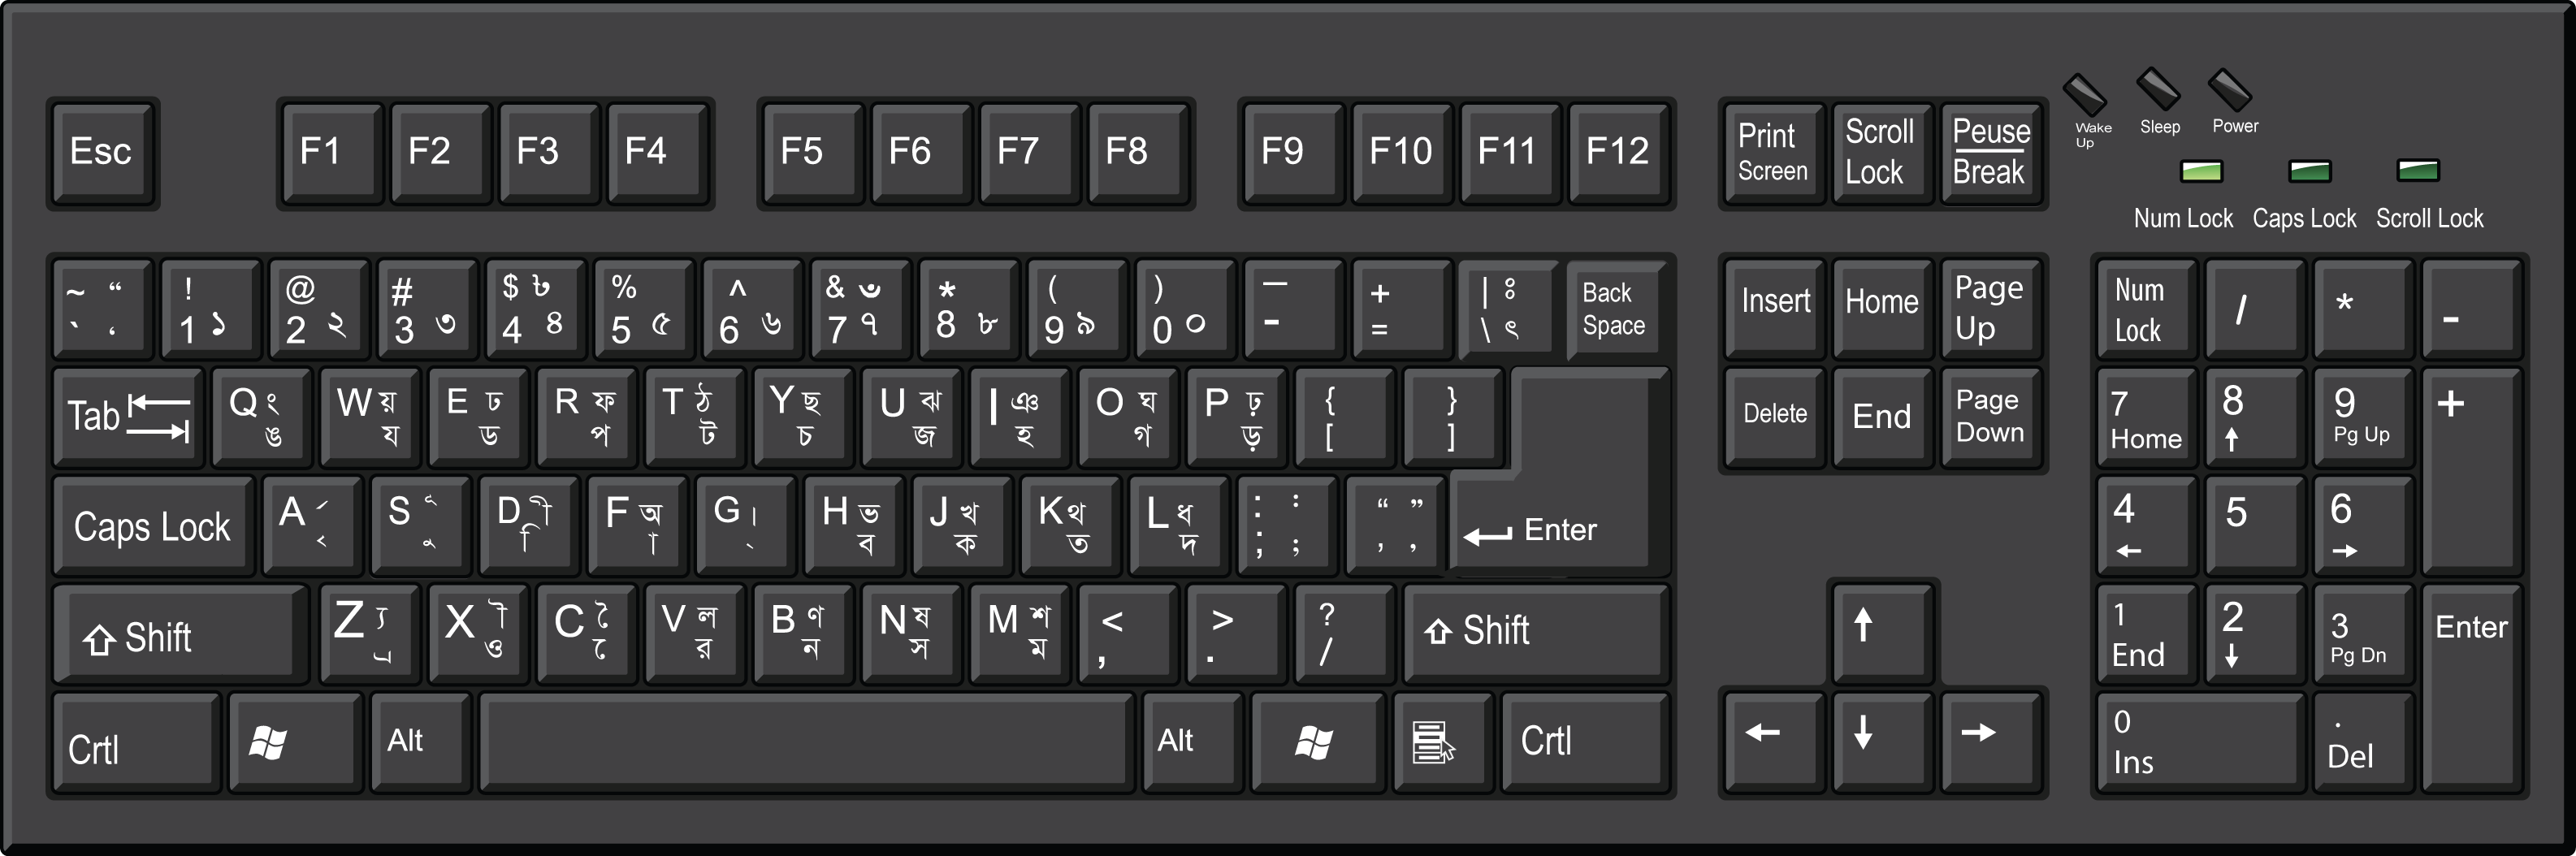 Esc F1 F2 F3 F4 F5 F6 F7 F8 F9 F10 F11 F12
Print
Screen
Scroll
Lock
Peuse
Break
Wake
Up
Sleep
Power
Num Lock Caps Lock Scroll Lock
~ “
` ‘
!
1 ১
@
2 ২
#
3 ৩
$ ৳
4 ৪
%
5 ৫
^
6 ৬
&
7 ৭
*
8 ৮
(
9 ৯
)
0 ০
—
-
+
=
| ঃ
\ ৎ
Back
Space
Insert
Home
Page
Up
Num
Lock
/
*
-
Tab
Q ং
ঙ
W য়
য
E ঢ
ড
R ফ
প
T ঠ
ট
Y ছ
চ
U ঝ
জ
I ঞ
হ
O ঘ
গ
P ঢ়
ড়
{
[
}
]
Delete
End
Page
Down
7
Home
8
↑
9
Pg Up
+
Caps Lock
A র্
ৃ
S ূ
ু
D ী
ি
F অ
া
G ।
্
H ভ
ব
J খ
ক
K থ
ত
L ধ
দ
: :
; ;
“ ”
, ,
Enter
4
←
5
6
→
Shift
Z ্য
্র
X ৗ
ও
C ৈ
ে
V ল
র
B ণ
ন
N ষ
স
M শ
ম
<
,
>
.
?
/
Shift
↑
1
End
2
↓
3
Pg Dn
Enter
Crtl
Alt
Alt
Crtl
← ↓ →
0
Ins
.
Del